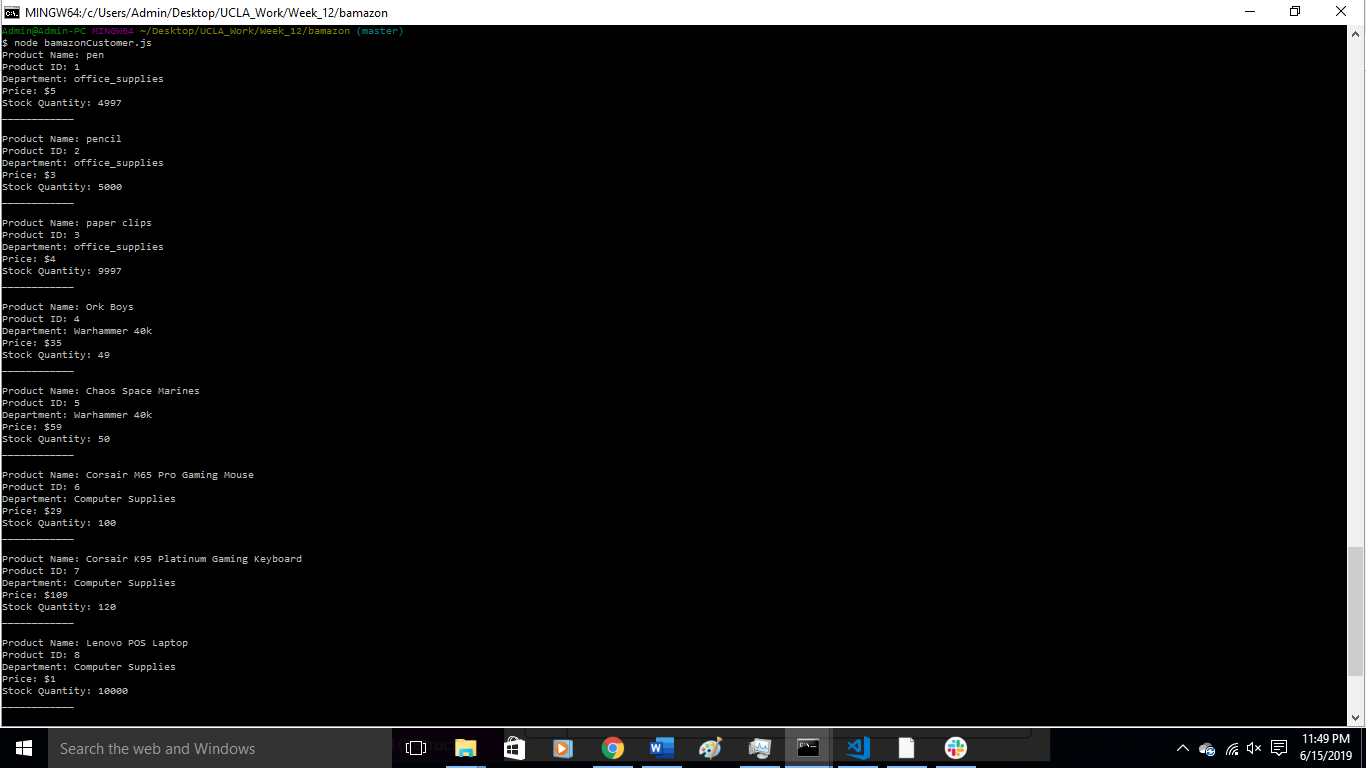 MINGW64:/c/Users/Admin/Desktop/UCLA_Work/Week_12/bamazon
Admin@Admin-PC MINGW64 ~/Desktop/UCLA_Work/Week_12/bamazon (master)
$ node bamazonCustomer.js
Product Name: pen
Product ID: 1
Department: office_supplies
Price: $5
Stock Quantity: 4997
____________
Product Name: pencil
Product ID: 2
Department: office_supplies
Price: $3
Stock Quantity: 5000
____________
Product Name: paper clips
Product ID: 3
Department: office_supplies
Price: $4
Stock Quantity: 9997
____________
Product Name: Ork Boys
Product ID: 4
Department: Warhammer 40k
Price: $35
Stock Quantity: 49
____________
Product Name: Chaos Space Marines
Product ID: 5
Department: Warhammer 40k
Price: $59
Stock Quantity: 50
____________
Product Name: Corsair M65 Pro Gaming Mouse
Product ID: 6
Department: Computer Supplies
Price: $29
Stock Quantity: 100
____________
Product Name: Corsair K95 Platinum Gaming Keyboard
Product ID: 7
Department: Computer Supplies
Price: $109
Stock Quantity: 120
____________
Product Name: Lenovo POS Laptop
Product ID: 8
Department: Computer Supplies
Price: $1
Stock Quantity: 10000
____________
Search the web and Windows
11:49 PM
6/15/2019